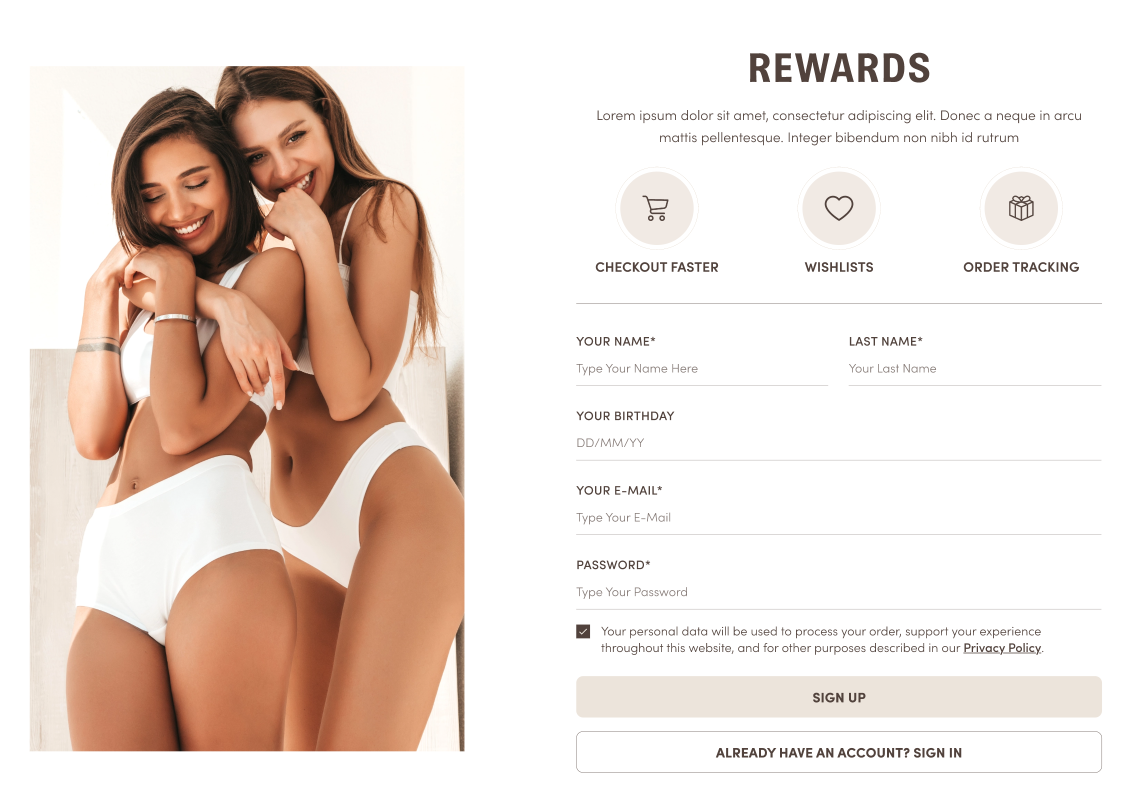 REWARDS
Lorem ipsum dolor sit amet, consectetur adipiscing elit. Donec a neque in arcu
mattis pellentesque. Integer bibendum non nibh id rutrum
CHECKOUT FASTER
WISHLISTS
ORDER TRACKING
YOUR NAME*
LAST NAME*
Type Your Name Here
Your Last Name
YOUR BIRTHDAY
DD/MM/YY
YOUR E-MAIL*
Type Your E-Mail
PASSWORD*
Type Your Password
Your personal data will be used to process your order, support your experience
throughout this website, and for other purposes described in our Privacy Policy.
SIGN UP
ALREADY HAVE AN ACCOUNT? SIGN IN